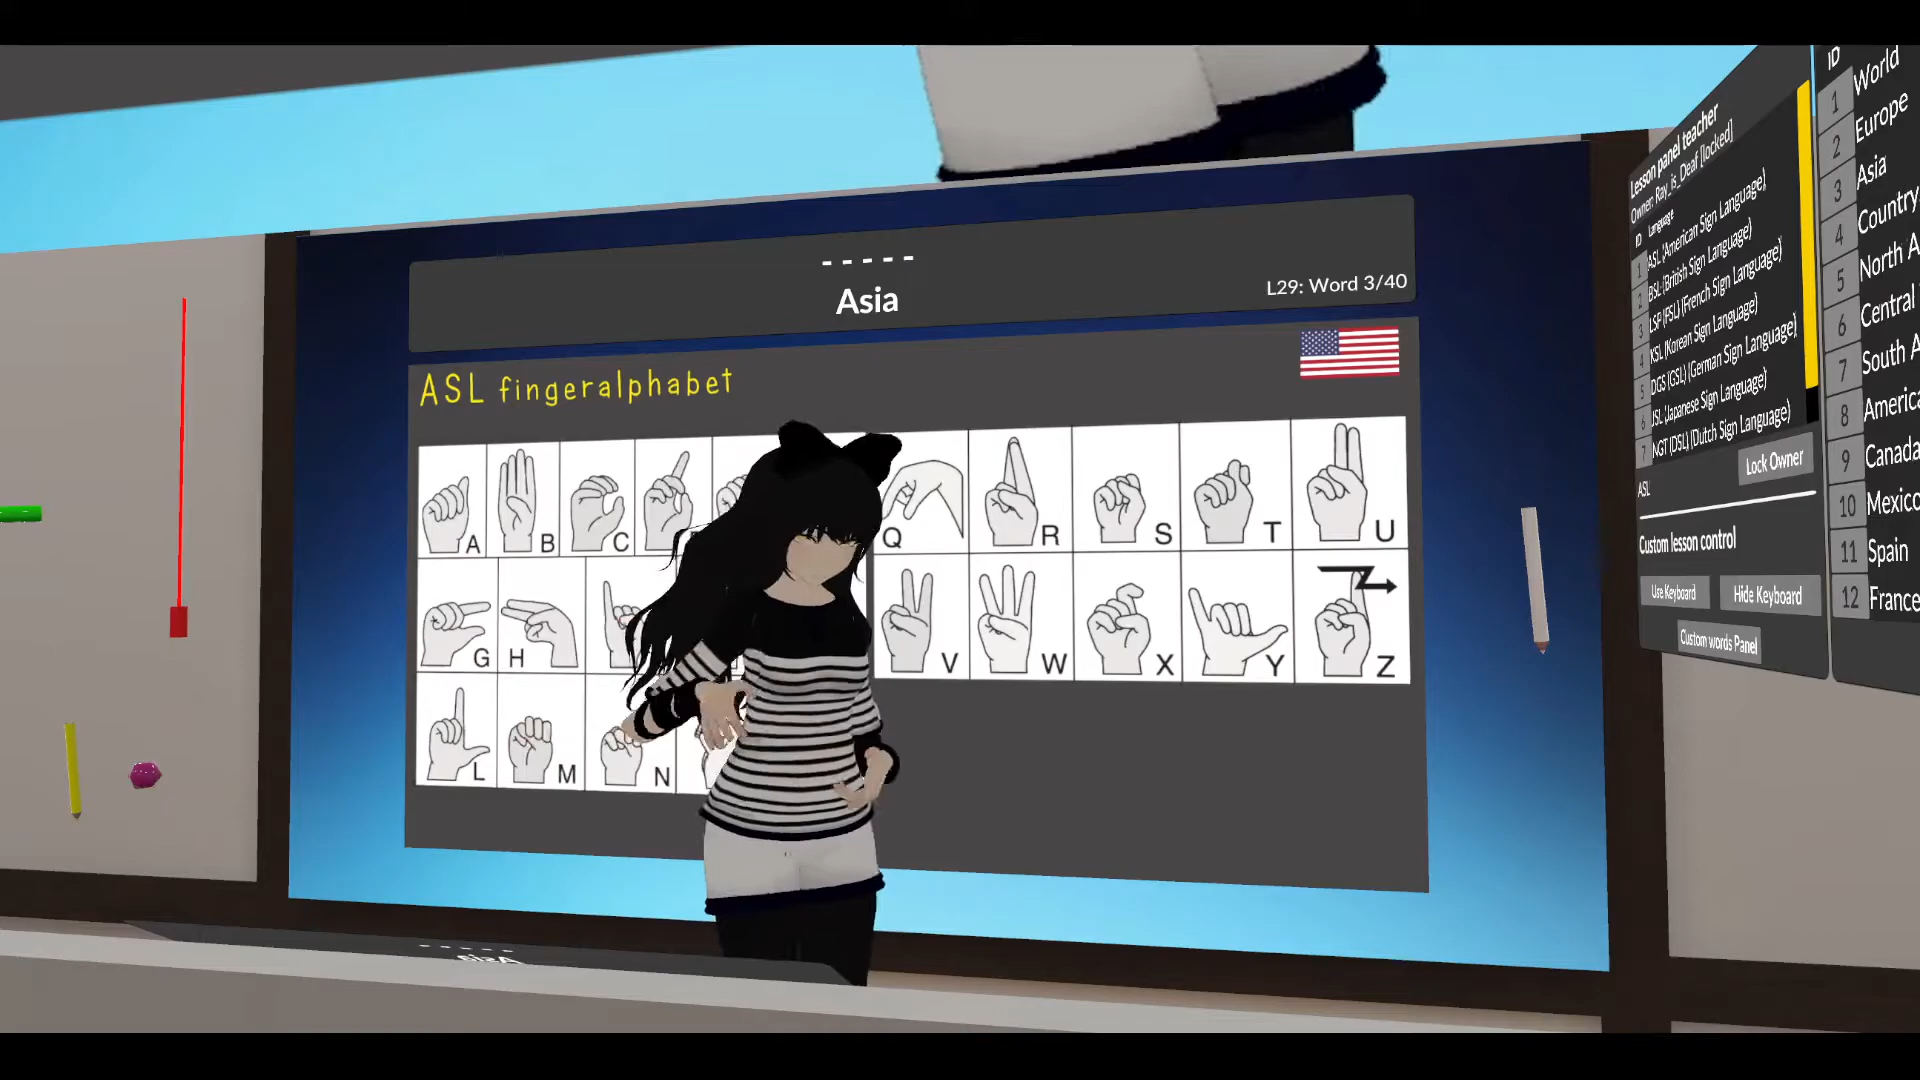 - - - - -
Asia
L29: Word 3/40
ASL fingeralphabet
A B C
Q R S T U
G H
V W X Y Z
L M N
Lesson panel teacher
Owner: Ray_is_Deaf [locked]
ID Language
1 ASL (American Sign Language)
2 BSL (British Sign Language)
3 LSF (FSL) (French Sign Language)
4 KSL (Korean Sign Language)
5 DGS (GSL) (German Sign Language)
6 JSL (Japanese Sign Language)
7 NGT (DSL) (Dutch Sign Language)
Lock Owner
ASL
Custom lesson control
Use Keyboard Hide Keyboard
Custom words Panel
ID
1 World
2 Europe
3 Asia
4 Country
5 North A
6 Central
7 South A
8 America
9 Canada
10 Mexico
11 Spain
12 France
- - - - -
Asia